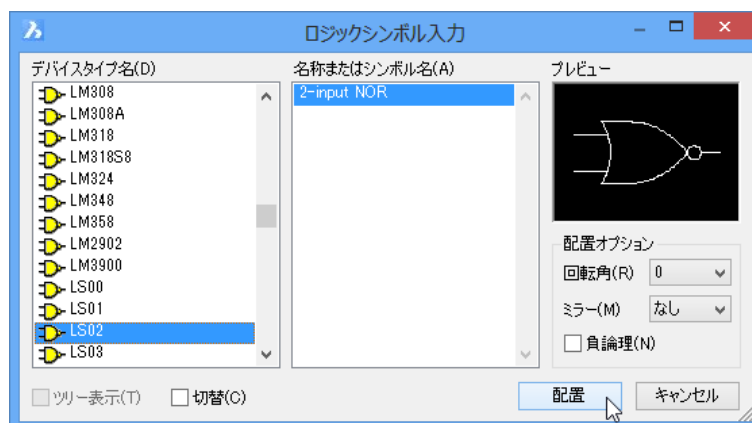 ロジックシンボル入力
デバイスタイプ名(D)
LM308
LM308A
LM318
LM318S8
LM324
LM348
LM358
LM2902
LM3900
LS00
LS01
LS02
LS03
名称またはシンボル名(A)
2-input NOR
プレビュー
配置オプション
回転角(R) 0
ミラー(M) なし
負論理(N)
ツリー表示(T) 切替(C) 配置 キャンセル